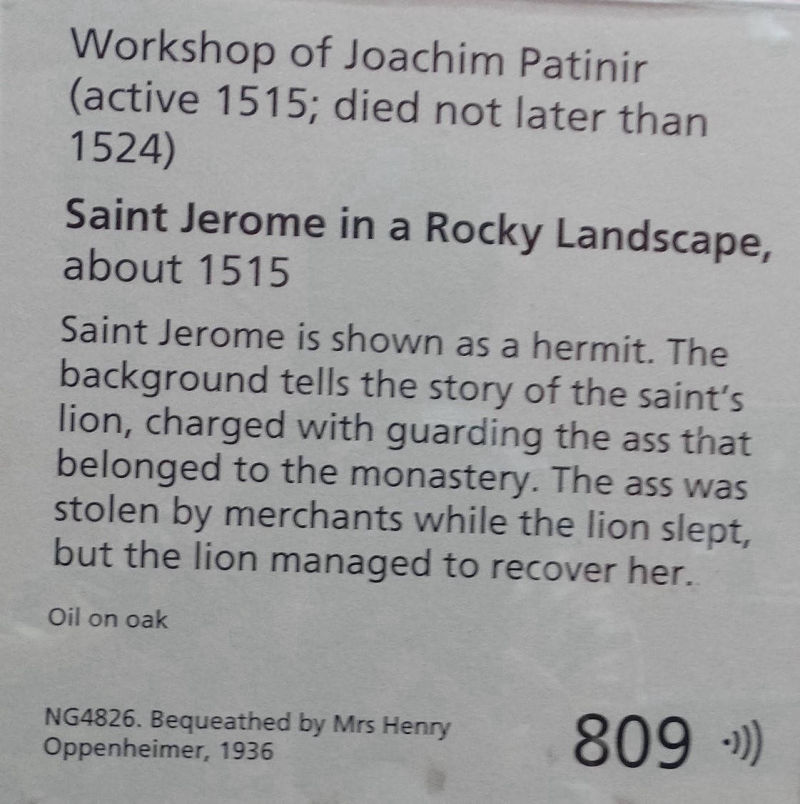 Workshop of Joachim Patinir
(active 1515; died not later than
1524)
Saint Jerome in a Rocky Landscape,
about 1515
Saint Jerome is shown as a hermit. The
background tells the story of the saint's
lion, charged with guarding the ass that
belonged to the monastery. The ass was
stolen by merchants while the lion slept,
but the lion managed to recover her.
Oil on oak
NG4826. Bequeathed by Mrs Henry
Oppenheimer, 1936
809